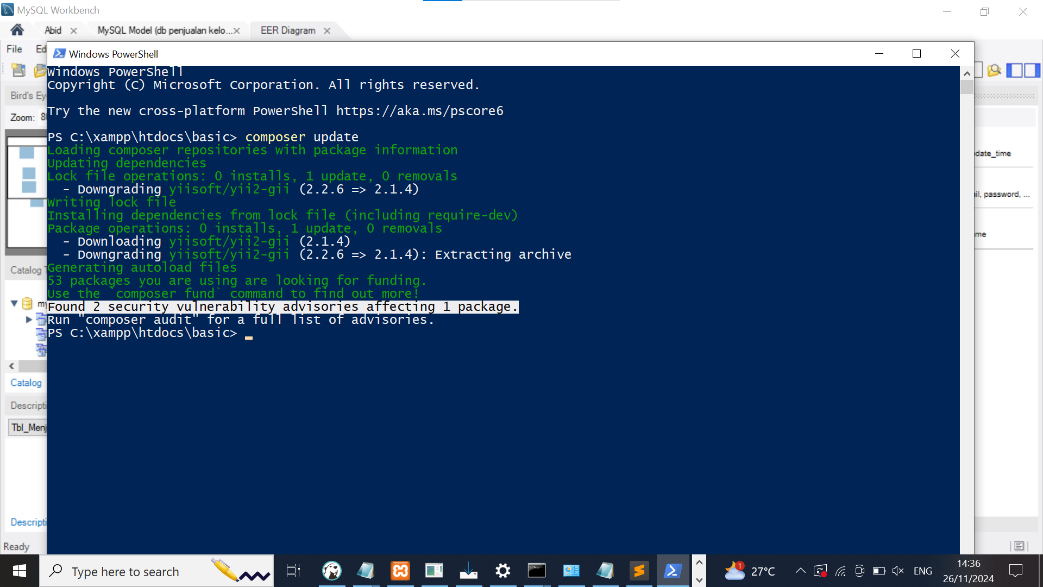 MySQL Workbench
Abid
MySQL Model (db penjualan kelo...
EER Diagram
File
Windows PowerShell
Windows PowerShell
Copyright (C) Microsoft Corporation. All rights reserved.
Bird's Ey
Try the new cross-platform PowerShell https://aka.ms/pscore6
Zoom:
PS C:\xampp\htdocs\basic> composer update
Loading composer repositories with package information
Updating dependencies
Lock file operations: 0 installs, 1 update, 0 removals
- Downgrading yiisoft/yii2-gii (2.2.6 => 2.1.4)
Writing lock file
Installing dependencies from lock file (including require-dev)
Package operations: 0 installs, 1 update, 0 removals
- Downloading yiisoft/yii2-gii (2.1.4)
- Downgrading yiisoft/yii2-gii (2.2.6 => 2.1.4): Extracting archive
Generating autoload files
53 packages you are using are looking for funding.
Use the `composer fund` command to find out more!
Found 2 security vulnerability advisories affecting 1 package.
Run "composer audit" for a full list of advisories.
PS C:\xampp\htdocs\basic>
date_time
il, password, ...
me
Catalog
Catalog
Descripti
Tbl_Menj
Descripti
Ready
Type here to search
1
27°C
ENG
14:36
26/11/2024